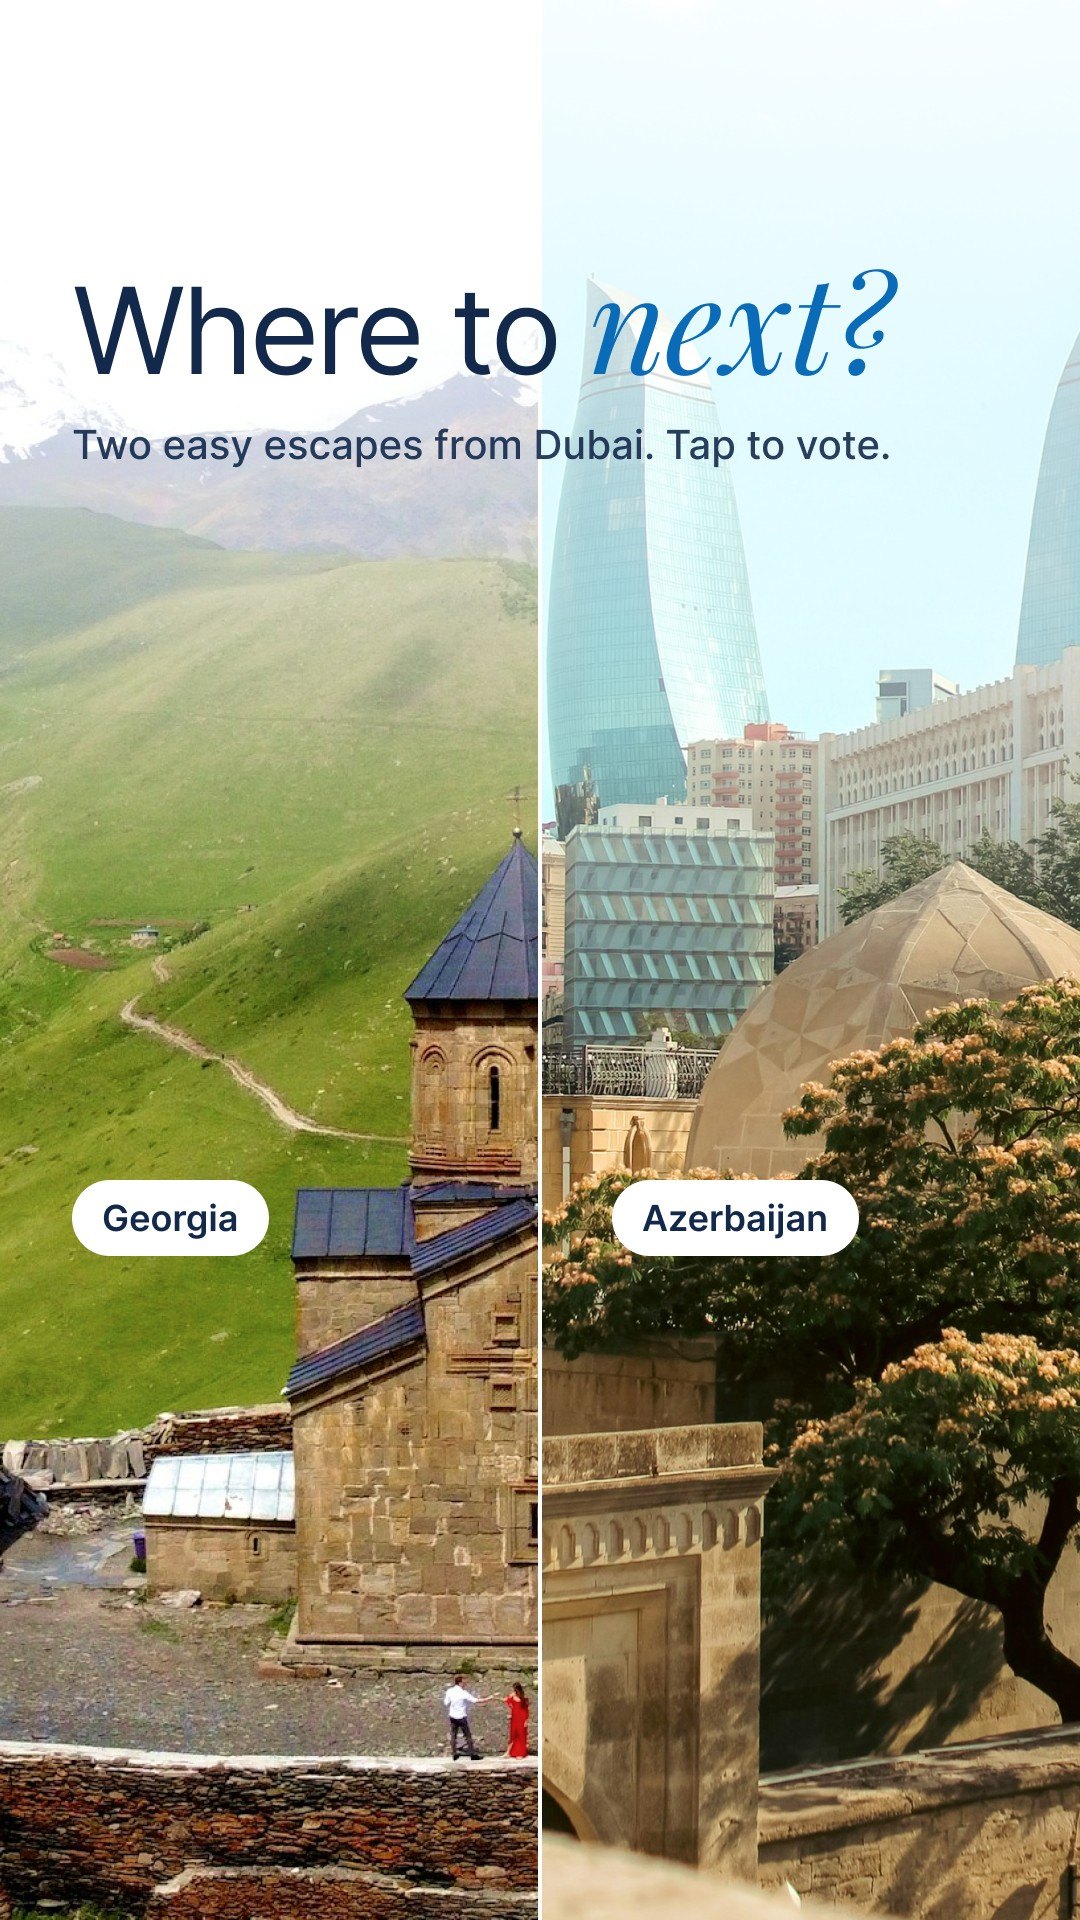 Where to next?
Two easy escapes from Dubai. Tap to vote.
Georgia
Azerbaijan